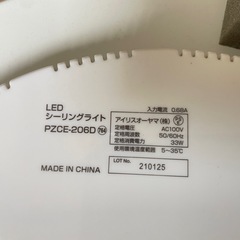 LED
シーリングライト
PZCE-206D
入力電流 0.68A
アイリスオーヤマ(株)
定格電圧 AC100V
定格周波数 50/60Hz
定格消費電力 33W
使用環境温度範囲 5~35℃
MADE IN CHINA
LOT No. 210125